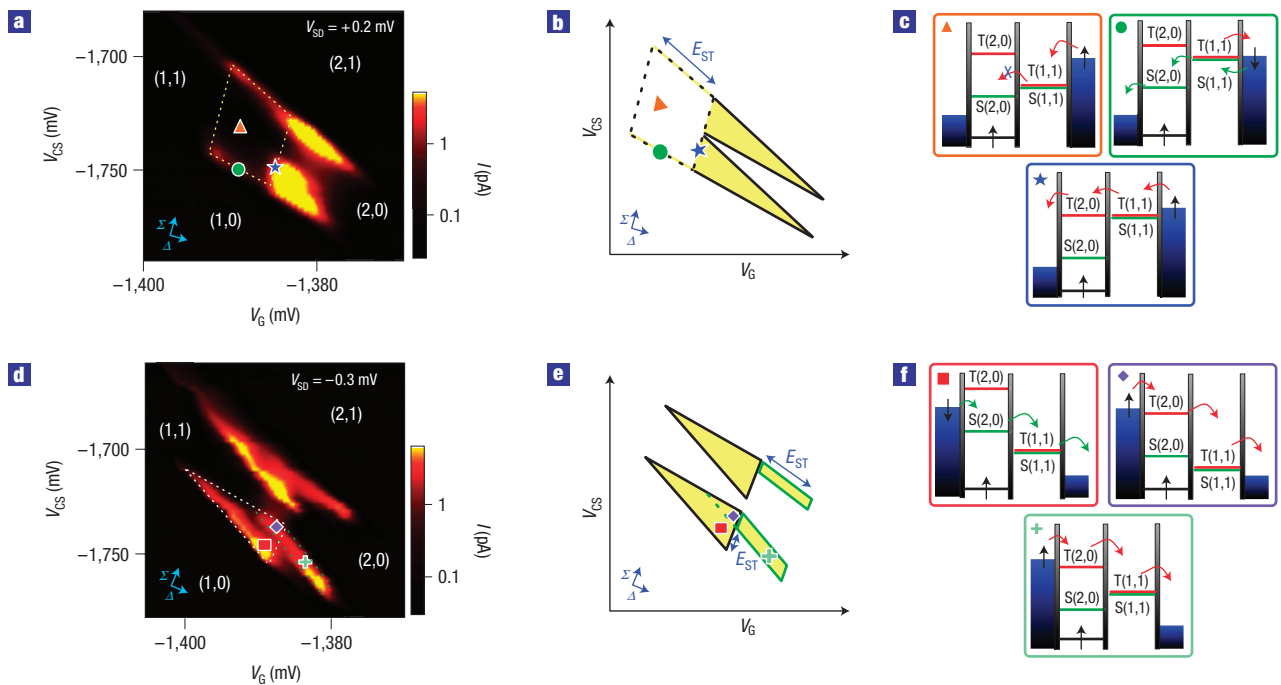 a
V_SD = +0.2 mV
−1,700
−1,750
V_CS (mV)
(1,1)
(2,1)
(1,0)
(2,0)
Σ
Δ
−1,400
−1,380
V_G (mV)
1
0.1
I (pA)
b
E_ST
V_CS
Σ
Δ
V_G
c
T(2,0)
T(1,1)
X
S(2,0)
S(1,1)
T(2,0)
T(1,1)
S(2,0)
S(1,1)
T(2,0)
T(1,1)
S(1,1)
S(2,0)
d
V_SD = −0.3 mV
−1,700
−1,750
V_CS (mV)
(1,1)
(2,1)
(2,0)
(1,0)
Σ
Δ
−1,400
−1,380
V_G (mV)
1
0.1
I (pA)
e
E_ST
E_ST
V_CS
Σ
Δ
V_G
f
T(2,0)
S(2,0)
T(1,1)
S(1,1)
T(2,0)
S(2,0)
T(1,1)
S(1,1)
T(2,0)
T(1,1)
S(2,0)
S(1,1)